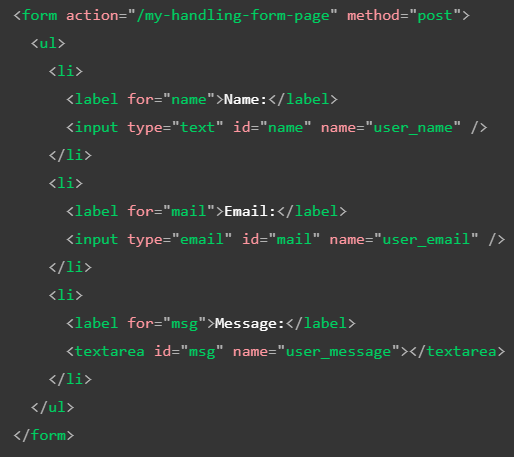 <form action="/my-handling-form-page" method="post">
  <ul>
    <li>
      <label for="name">Name:</label>
      <input type="text" id="name" name="user_name" />
    </li>
    <li>
      <label for="mail">Email:</label>
      <input type="email" id="mail" name="user_email" />
    </li>
    <li>
      <label for="msg">Message:</label>
      <textarea id="msg" name="user_message"></textarea>
    </li>
  </ul>
</form>